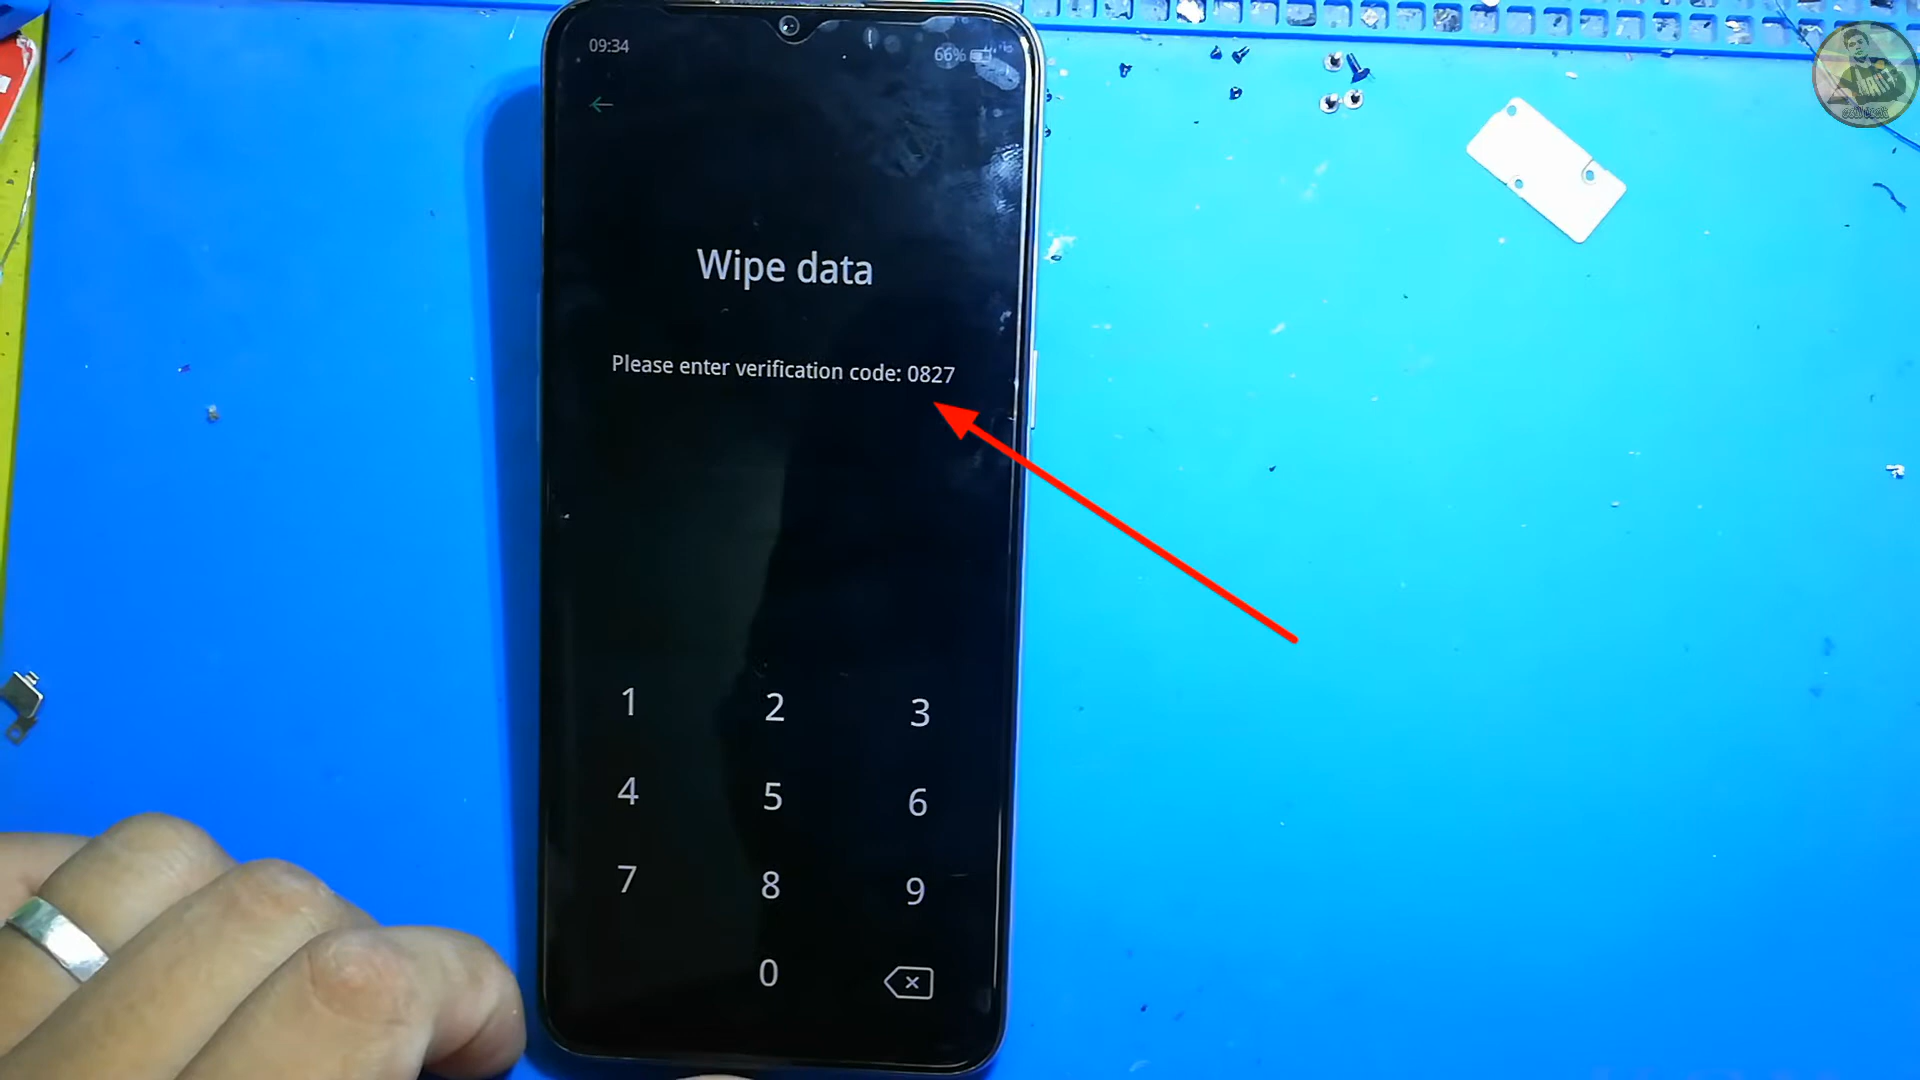 09:34
66%
Wipe data
Please enter verification code: 0827
1 2 3
4 5 6
7 8 9
0